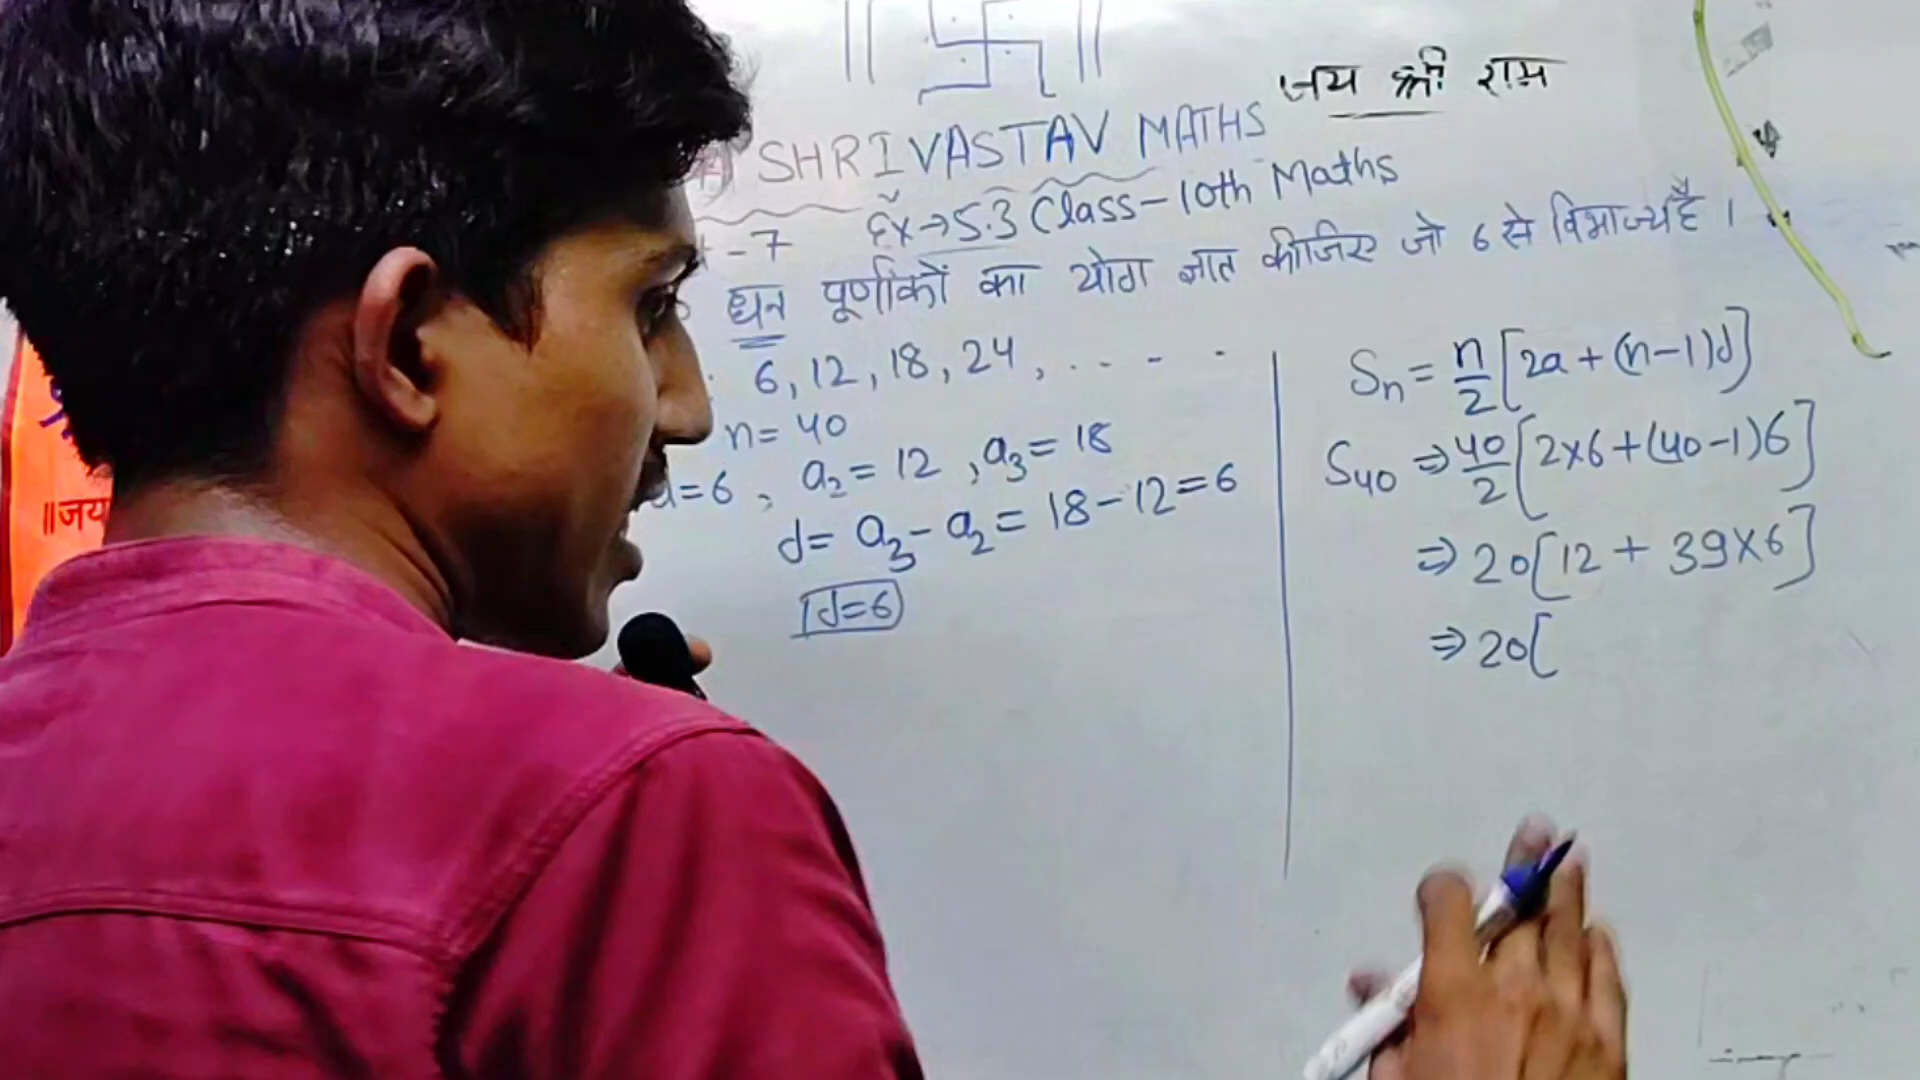 जय श्री राम
SHRIVASTAV MATHS
Ex→5.3 Class-10th Maths
-7
धन पूर्णाकों का योग ज्ञात कीजिए जो 6 से विभाज्य है ।
6, 12, 18, 24, . . - - .
n=40
a=6, a₂=12, a₃=18
d= a₃-a₂=18-12=6
d=6
Sₙ=n/2[2a+(n-1)d]
S₄₀ ⇒40/2[2×6+(40-1)6]
⇒20[12+39×6]
⇒20[
॥जय